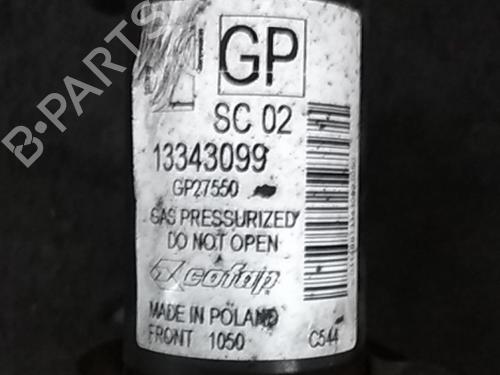 GP
SC 02
13343099
GP27550
GAS PRESSURIZED
DO NOT OPEN
cofap
MADE IN POLAND
FRONT 1050 C544
B-PARTS